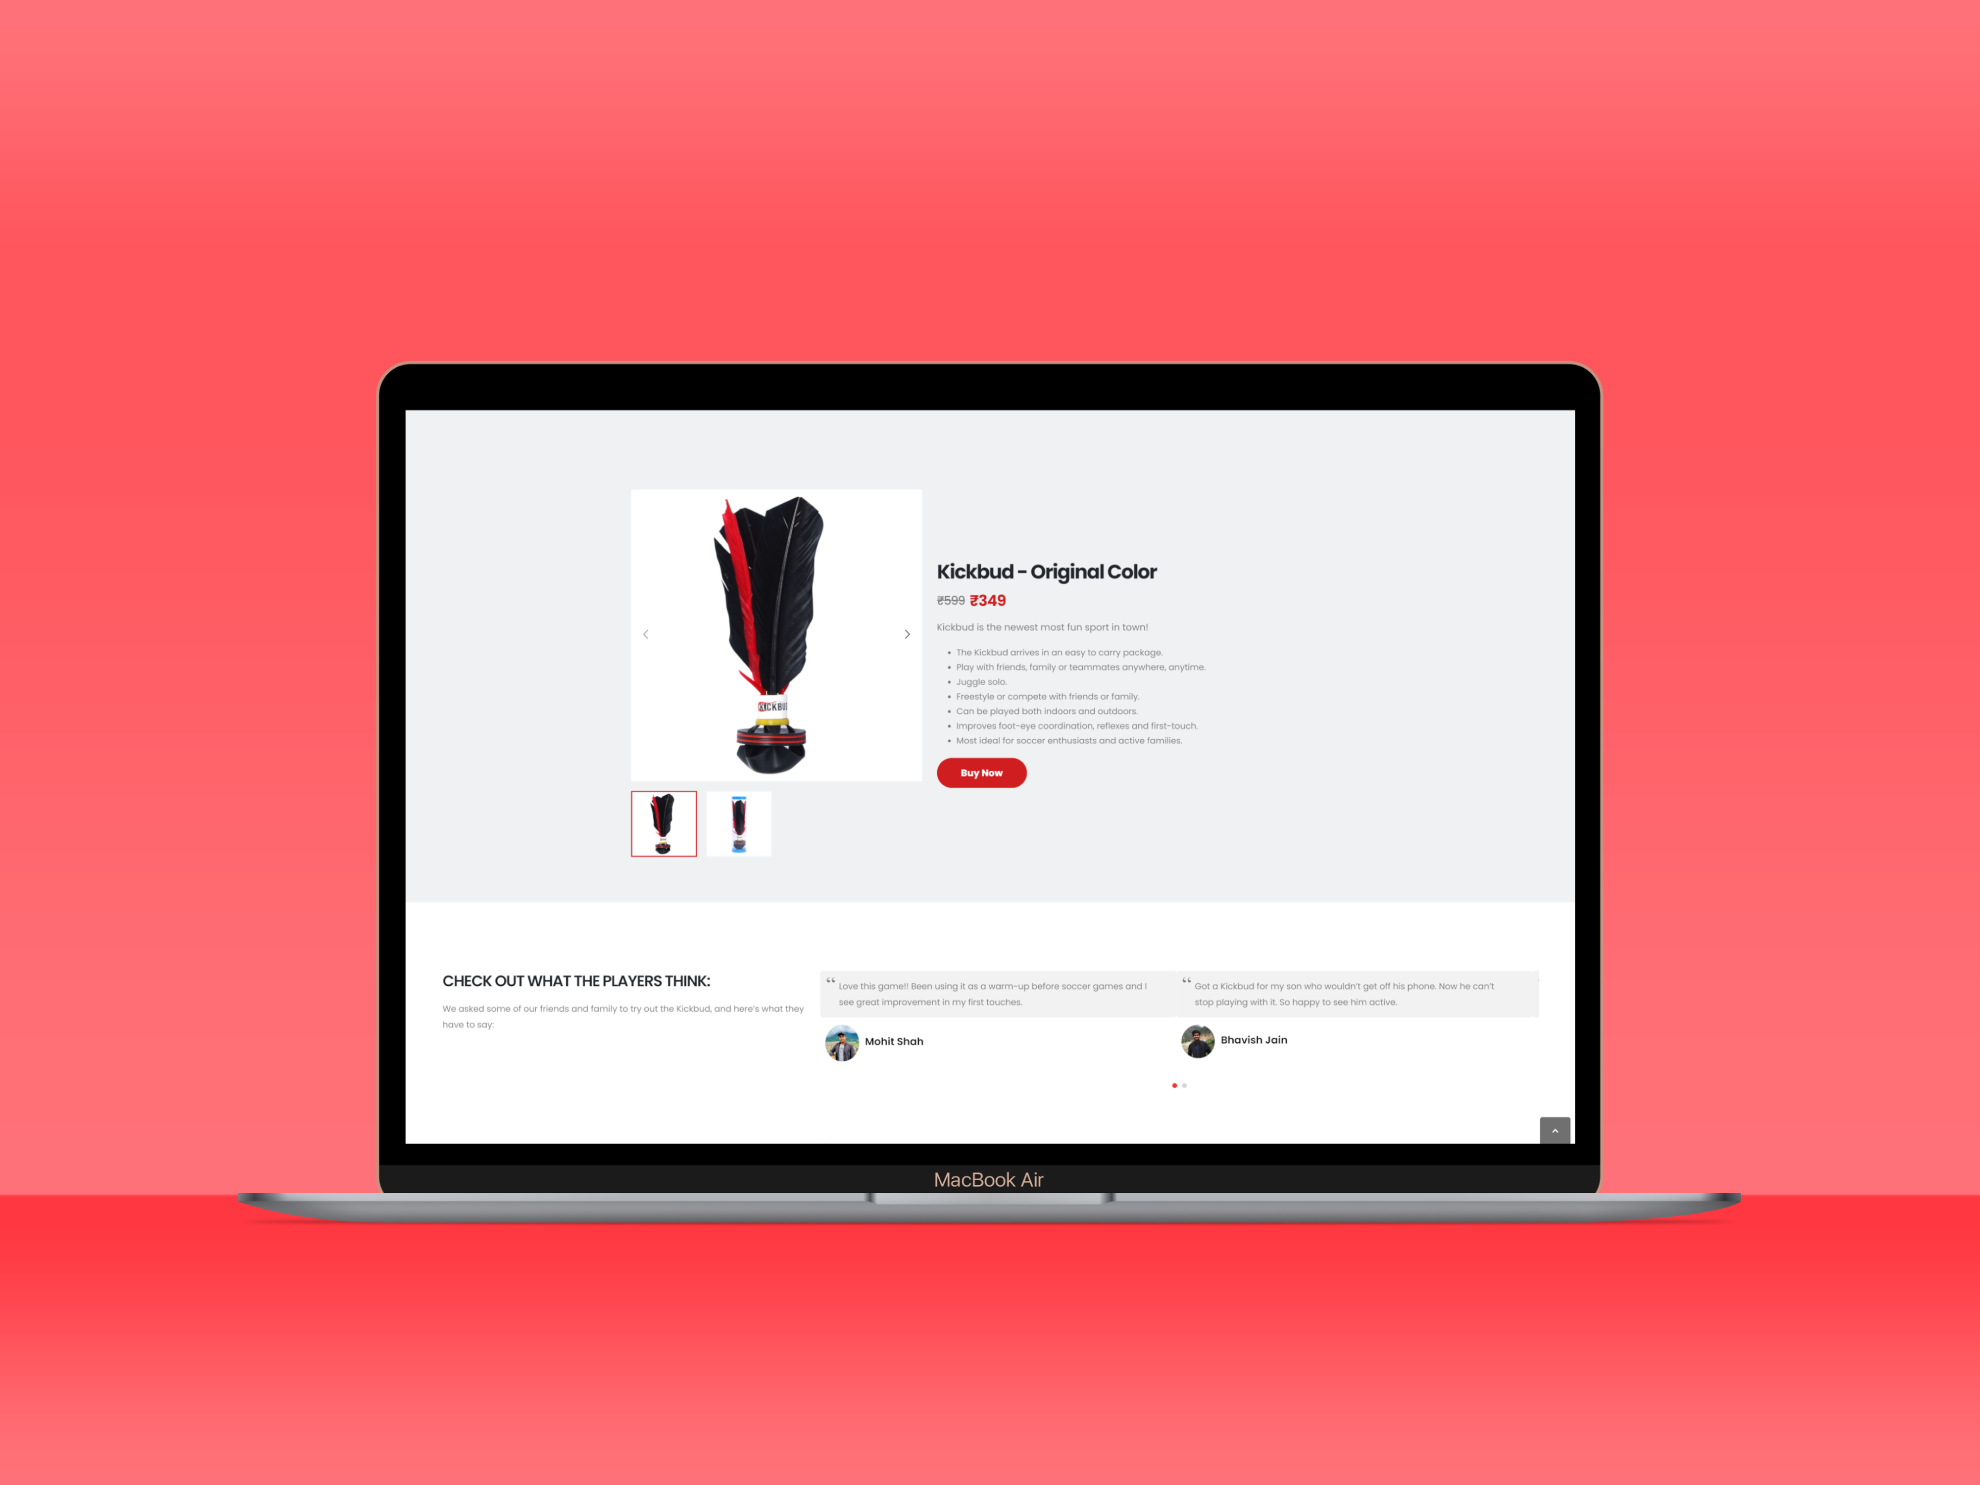 KICKBU
Kickbud - Original Color
₹599 ₹349
Kickbud is the newest most fun sport in town!
• The Kickbud arrives in an easy to carry package.
• Play with friends, family or teammates anywhere, anytime.
• Juggle solo.
• Freestyle or compete with friends or family.
• Can be played both indoors and outdoors.
• Improves foot-eye coordination, reflexes and first-touch.
• Most ideal for soccer enthusiasts and active families.
Buy Now
CHECK OUT WHAT THE PLAYERS THINK:
We asked some of our friends and family to try out the Kickbud, and here's what they
have to say:
“ Love this game!! Been using it as a warm-up before soccer games and I
see great improvement in my first touches.
Mohit Shah
“ Got a Kickbud for my son who wouldn't get off his phone. Now he can't
stop playing with it. So happy to see him active.
Bhavish Jain
MacBook Air